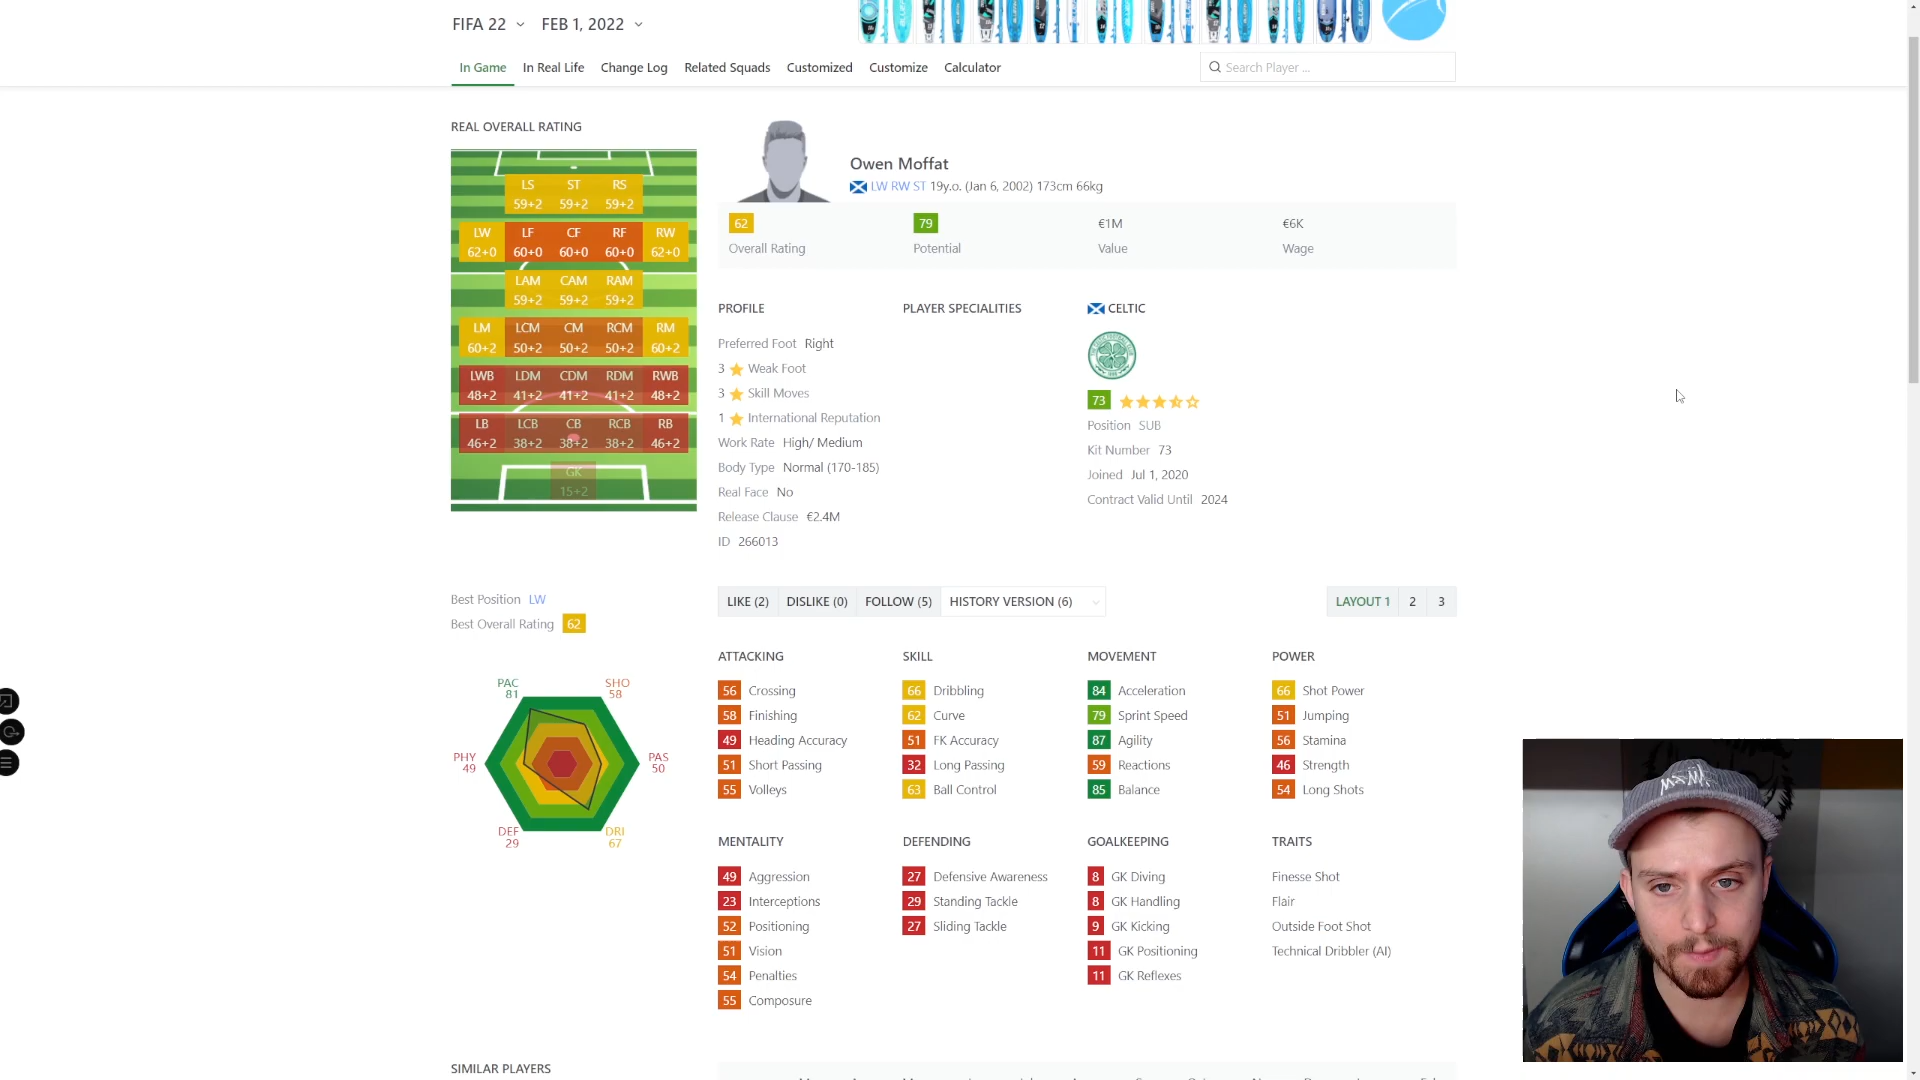 FIFA 22 FEB 1, 2022
In Game In Real Life Change Log Related Squads Customized Customize Calculator Search Player ...
REAL OVERALL RATING
LS ST RS
59+2 59+2 59+2
LW LF CF RF RW
62+0 60+0 60+0 60+0 62+0
LAM CAM RAM
59+2 59+2 59+2
LM LCM CM RCM RM
60+2 50+2 50+2 50+2 60+2
LWB LDM CDM RDM RWB
48+2 41+2 41+2 41+2 48+2
LB LCB CB RCB RB
46+2 38+2 38+2 38+2 46+2
GK
15+2
Owen Moffat
LW RW ST 19y.o. (Jan 6, 2002) 173cm 66kg
62 79 €1M €6K
Overall Rating Potential Value Wage
PROFILE
Preferred Foot Right
3 Weak Foot
3 Skill Moves
1 International Reputation
Work Rate High/ Medium
Body Type Normal (170-185)
Real Face No
Release Clause €2.4M
ID 266013
PLAYER SPECIALITIES
CELTIC
73
Position SUB
Kit Number 73
Joined Jul 1, 2020
Contract Valid Until 2024
Best Position LW
Best Overall Rating 62
LIKE (2) DISLIKE (0) FOLLOW (5) HISTORY VERSION (6) LAYOUT 1 2 3
PAC
81
SHO
58
PHY
49
PAS
50
DEF
29
DRI
67
ATTACKING
56 Crossing
58 Finishing
49 Heading Accuracy
51 Short Passing
55 Volleys
SKILL
66 Dribbling
62 Curve
51 FK Accuracy
32 Long Passing
63 Ball Control
MOVEMENT
84 Acceleration
79 Sprint Speed
87 Agility
59 Reactions
85 Balance
POWER
66 Shot Power
51 Jumping
56 Stamina
46 Strength
54 Long Shots
MENTALITY
49 Aggression
23 Interceptions
52 Positioning
51 Vision
54 Penalties
55 Composure
DEFENDING
27 Defensive Awareness
29 Standing Tackle
27 Sliding Tackle
GOALKEEPING
8 GK Diving
8 GK Handling
9 GK Kicking
11 GK Positioning
11 GK Reflexes
TRAITS
Finesse Shot
Flair
Outside Foot Shot
Technical Dribbler (AI)
SIMILAR PLAYERS